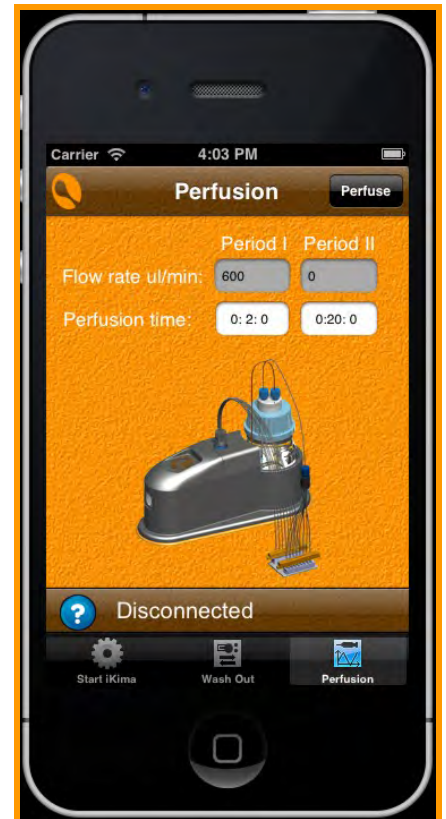 Carrier 4:03 PM
Perfusion Perfuse
Period I Period II
Flow rate ul/min: 600 0
Perfusion time: 0: 2: 0 0:20: 0
? Disconnected
Start iKima Wash Out Perfusion